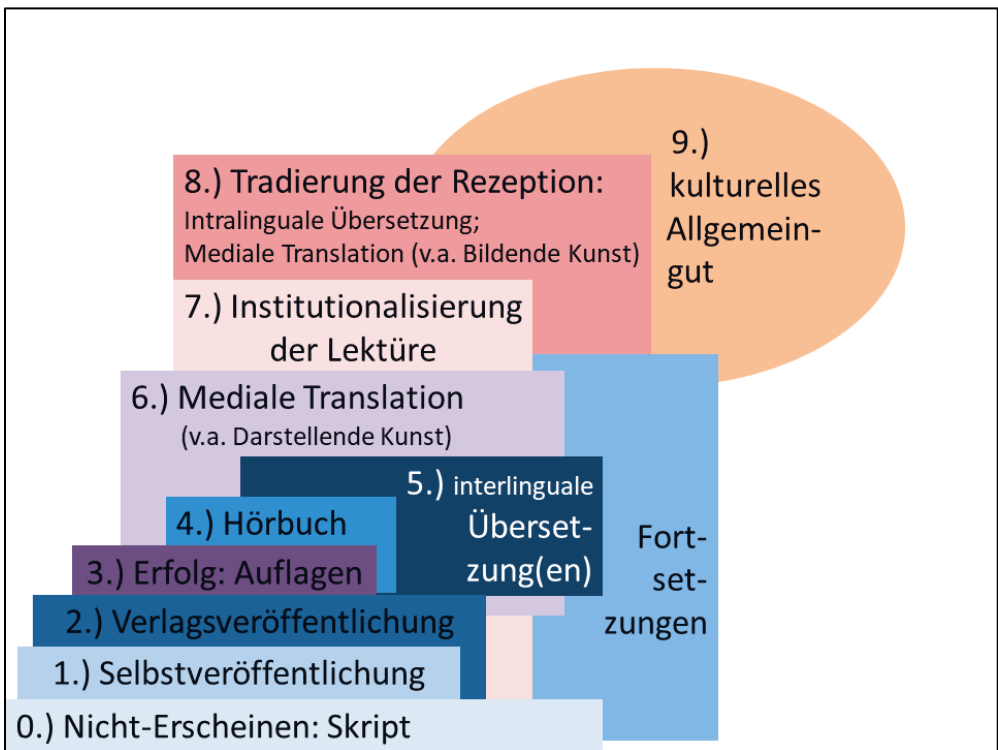 9.)
kulturelles
Allgemein-
gut
8.) Tradierung der Rezeption:
Intralinguale Übersetzung;
Mediale Translation (v.a. Bildende Kunst)
7.) Institutionalisierung
der Lektüre
6.) Mediale Translation
(v.a. Darstellende Kunst)
5.) interlinguale
Überset-
zung(en)
4.) Hörbuch
Fort-
set-
zungen
3.) Erfolg: Auflagen
2.) Verlagsveröffentlichung
1.) Selbstveröffentlichung
0.) Nicht-Erscheinen: Skript